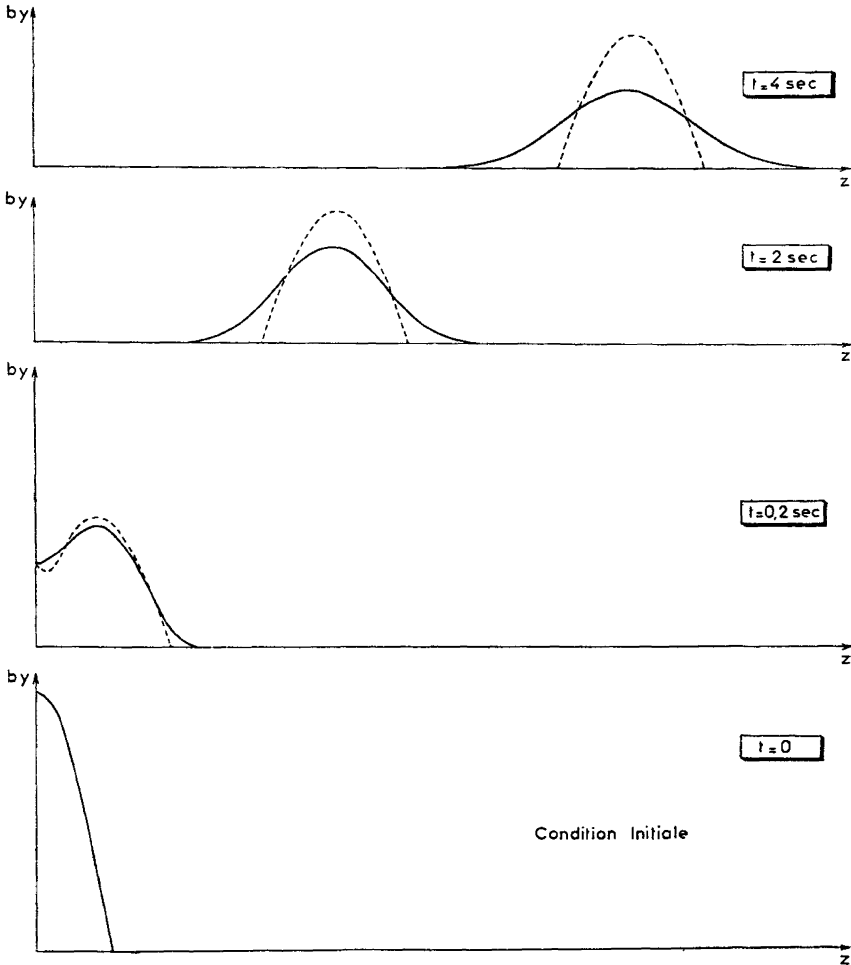 by
t=4 sec
z
by
t=2 sec
z
by
t=0,2 sec
z
by
t=0
Condition Initiale
z